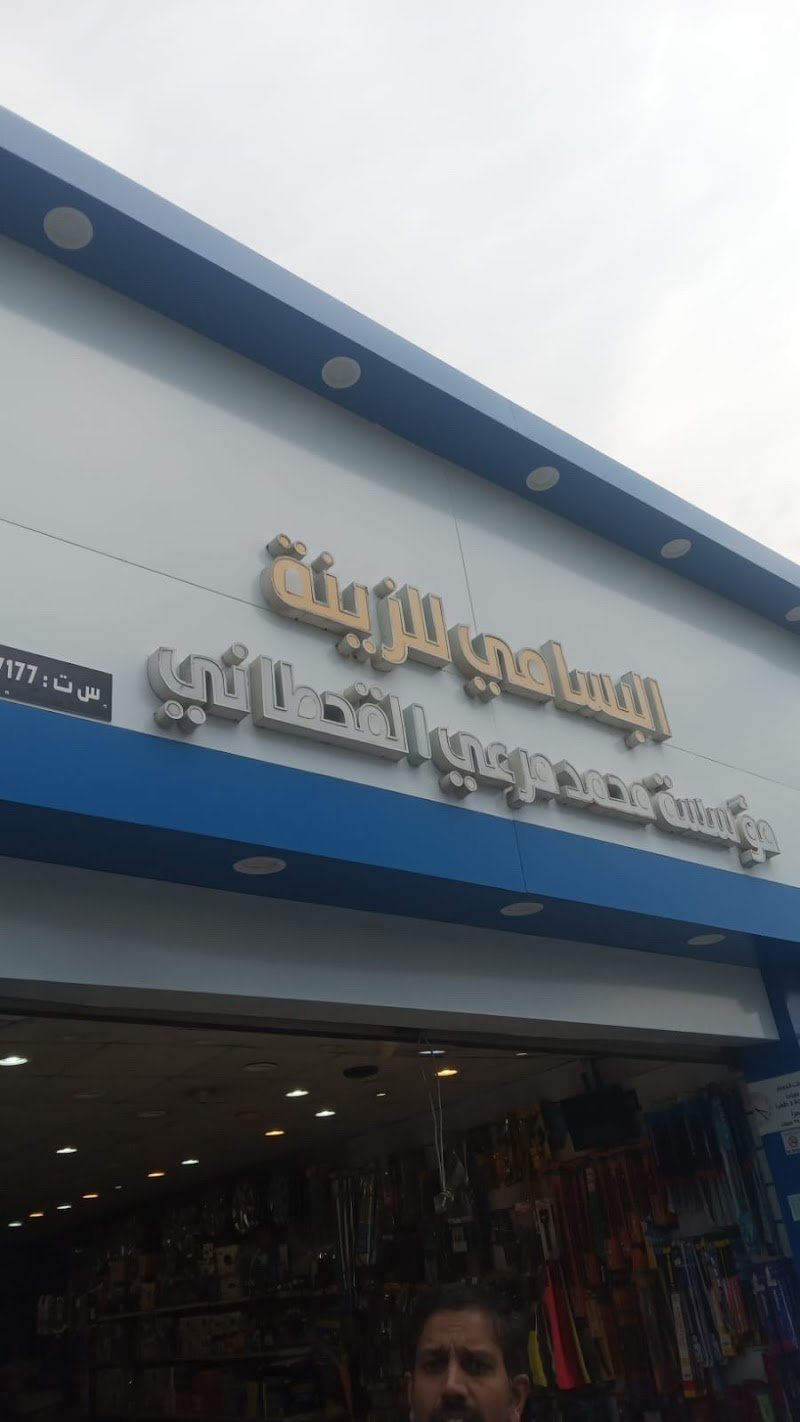 البسامي للزينة
مؤسسة محمد مرعي القحطاني
س ت : 7177